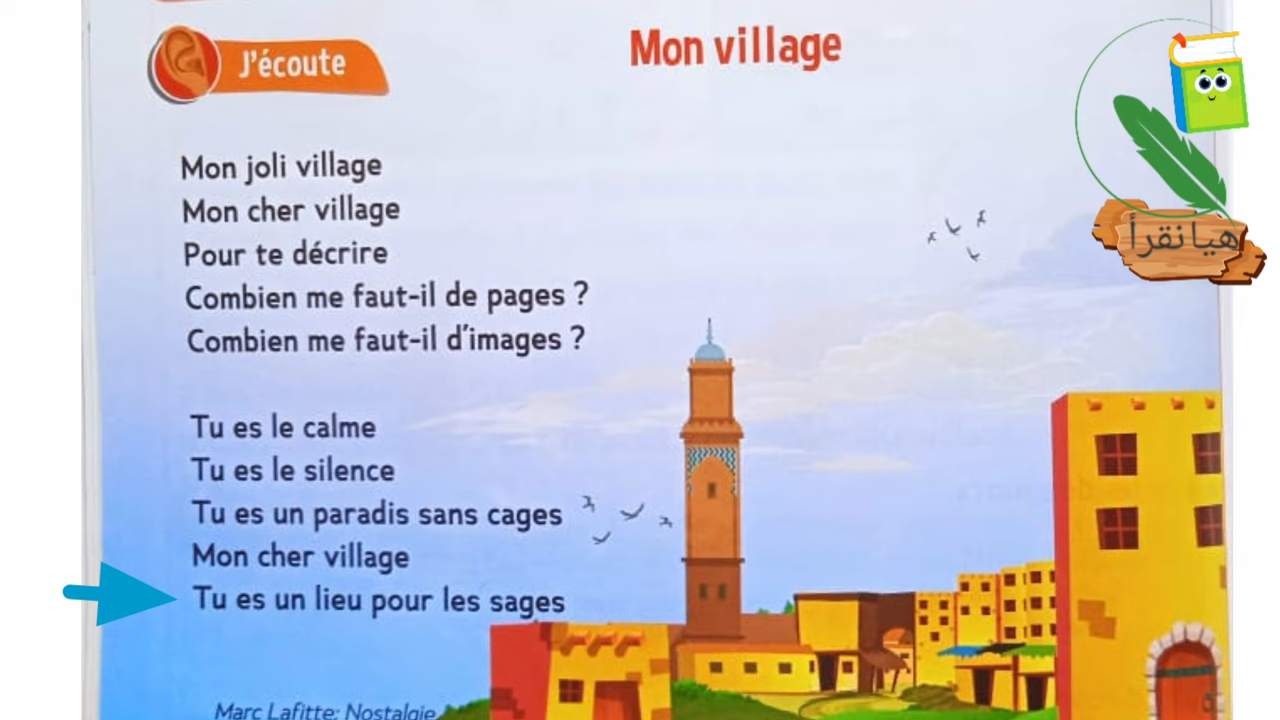 J'écoute
Mon village
Mon joli village
Mon cher village
Pour te décrire
Combien me faut-il de pages ?
Combien me faut-il d'images ?
Tu es le calme
Tu es le silence
Tu es un paradis sans cages
Mon cher village
Tu es un lieu pour les sages
Marc Lafitte; Nostalgie
هيا نقرأ